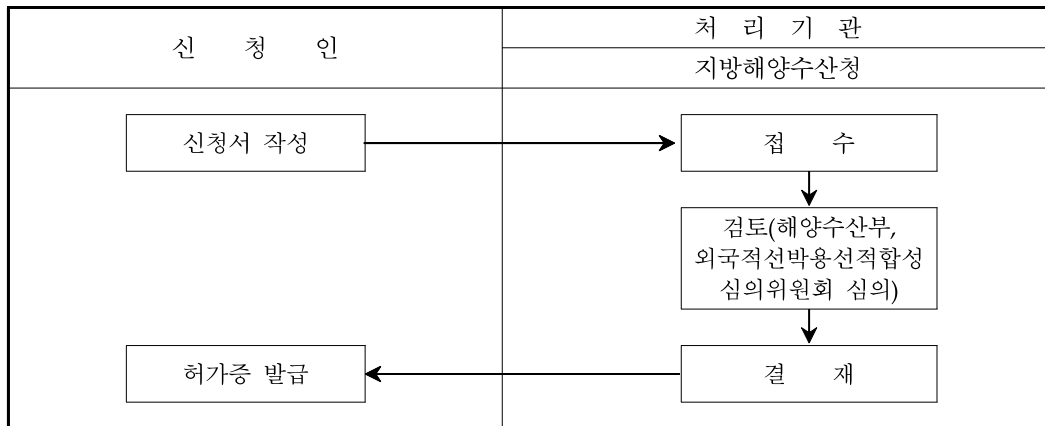 신 청 인
처 리 기 관
지방해양수산청
신청서 작성
접 수
검토(해양수산부,
외국적선박용선적합성
심의위원회 심의)
허가증 발급
결 재